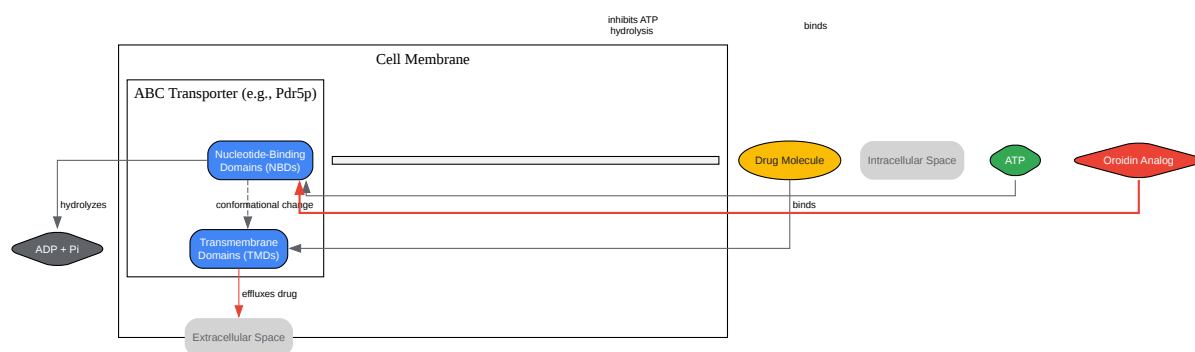 inhibits ATP
hydrolysis
binds
Cell Membrane
ABC Transporter (e.g., Pdr5p)
Nucleotide-Binding
Domains (NBDs)
Drug Molecule
Intracellular Space
ATP
Oroidin Analog
hydrolyzes
conformational change
binds
ADP + Pi
Transmembrane
Domains (TMDs)
effluxes drug
Extracellular Space